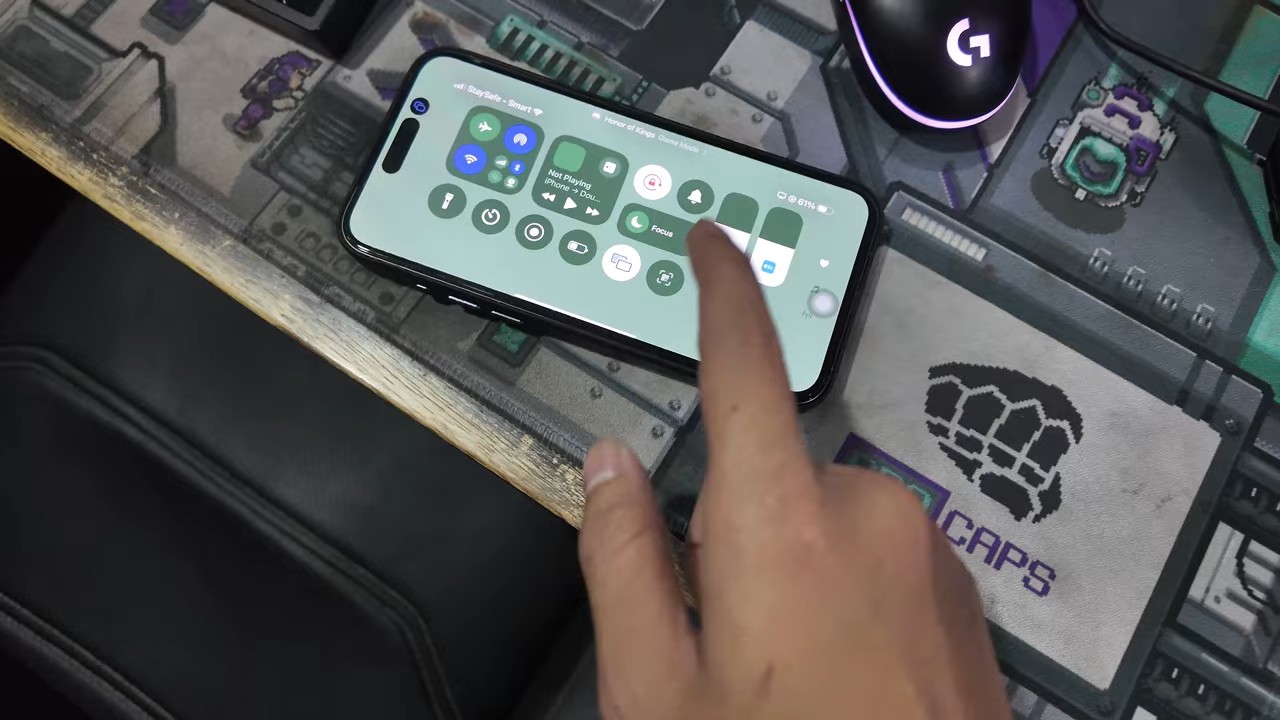 StaySafe - Smart
Honor of Kings Game Mode
61%
Not Playing
iPhone → Dou...
Focus
G
CAPS